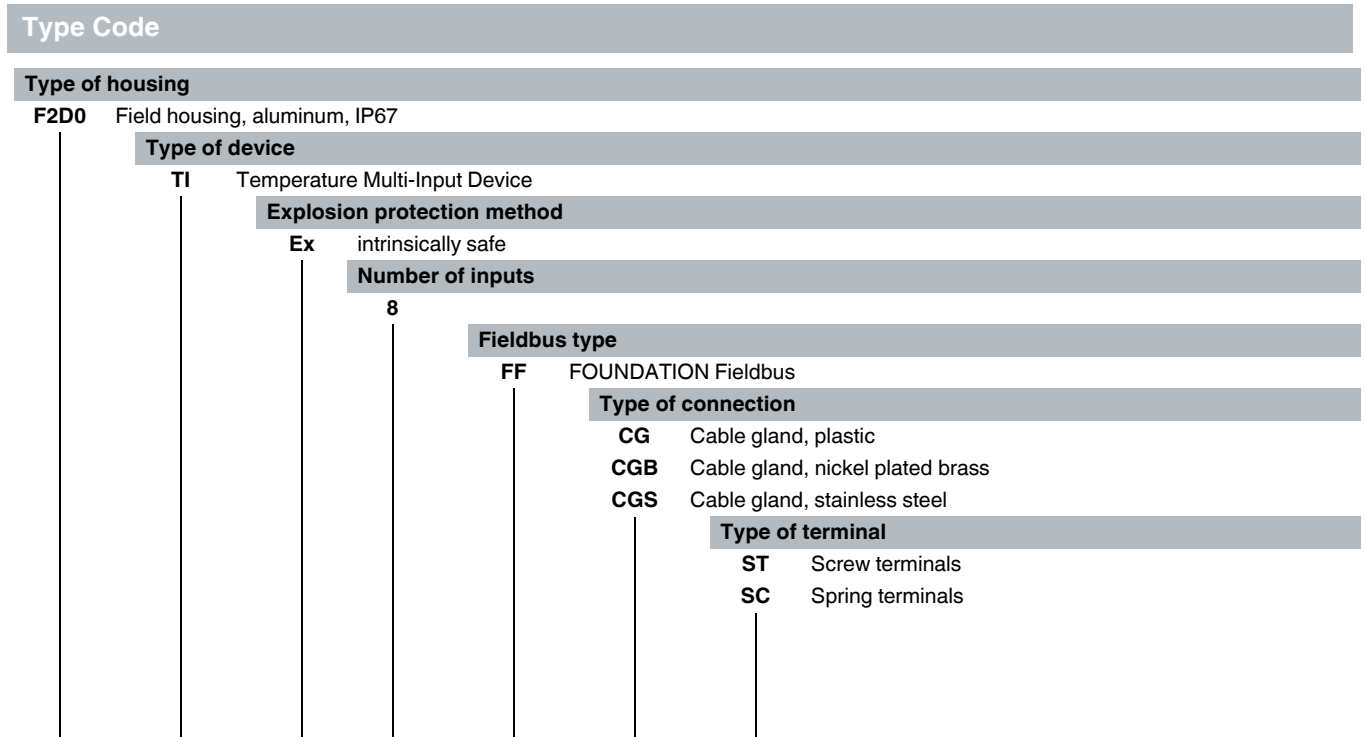 Type Code
Type of housing
F2D0 Field housing, aluminum, IP67
Type of device
TI Temperature Multi-Input Device
Explosion protection method
Ex intrinsically safe
Number of inputs
8
Fieldbus type
FF FOUNDATION Fieldbus
Type of connection
CG Cable gland, plastic
CGB Cable gland, nickel plated brass
CGS Cable gland, stainless steel
Type of terminal
ST Screw terminals
SC Spring terminals